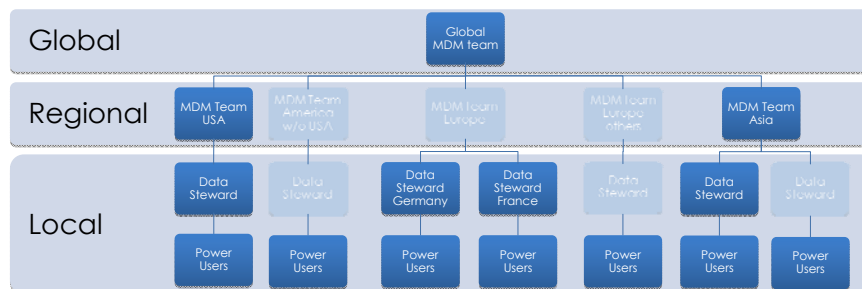 Global
Global
MDM team
Regional
MDM Team
USA
MDM Team
America
w/o USA
MDM Team
Europe
MDM Team
Europe
others
MDM Team
Asia
Local
Data
Steward
Data
Steward
Data
Steward
Germany
Data
Steward
France
Data
Steward
Data
Steward
Data
Steward
Power
Users
Power
Users
Power
Users
Power
Users
Power
Users
Power
Users
Power
Users